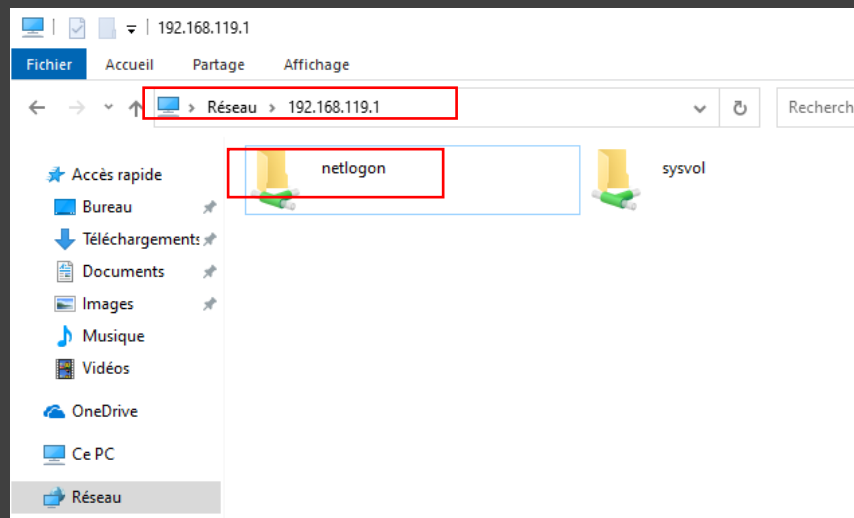 192.168.119.1
Fichier Accueil Partage Affichage
Réseau 192.168.119.1 Recherch
Accès rapide
Bureau
Téléchargements
Documents
Images
Musique
Vidéos
OneDrive
Ce PC
Réseau
netlogon sysvol